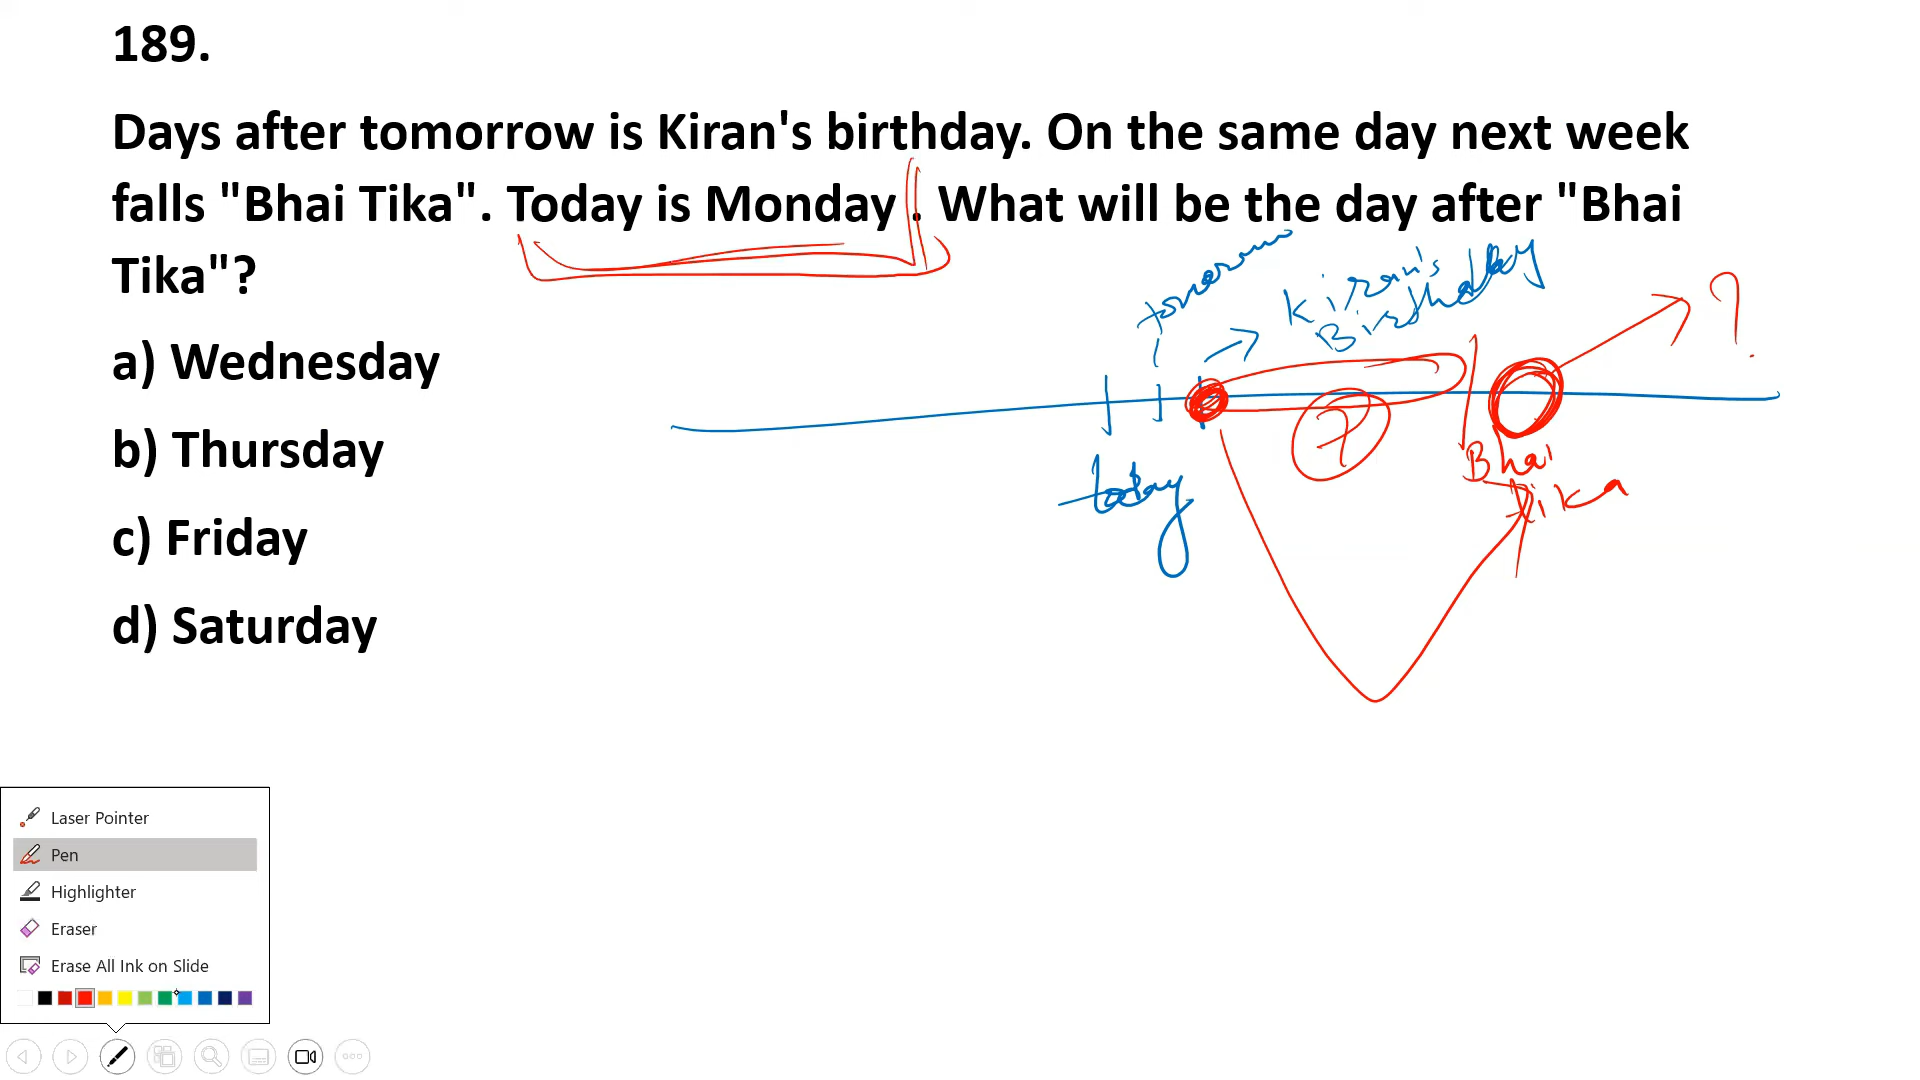 189.
Days after tomorrow is Kiran's birthday. On the same day next week
falls "Bhai Tika". Today is Monday . What will be the day after "Bhai
Tika"?
a) Wednesday
b) Thursday
c) Friday
d) Saturday
tomorrow
Kiran's
Birthday
?
7
today
Bhai
tika
Laser Pointer
Pen
Highlighter
Eraser
Erase All Ink on Slide